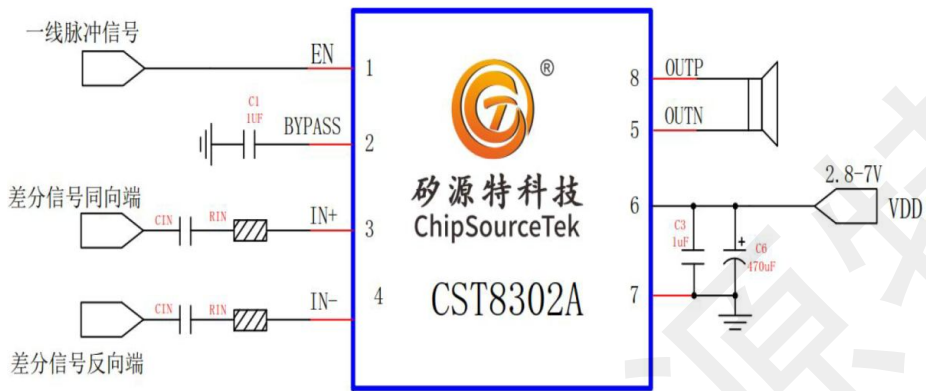 一线脉冲信号
EN
1
C1
1UF
BYPASS
2
差分信号同向端
CIN
RIN
IN+
3
CIN
RIN
IN-
4
差分信号反向端
®
矽源特科技
ChipSourceTek
CST8302A
8
OUTP
5
OUTN
2.8-7V
6
VDD
C3
1uF
+
C6
470uF
7
源特